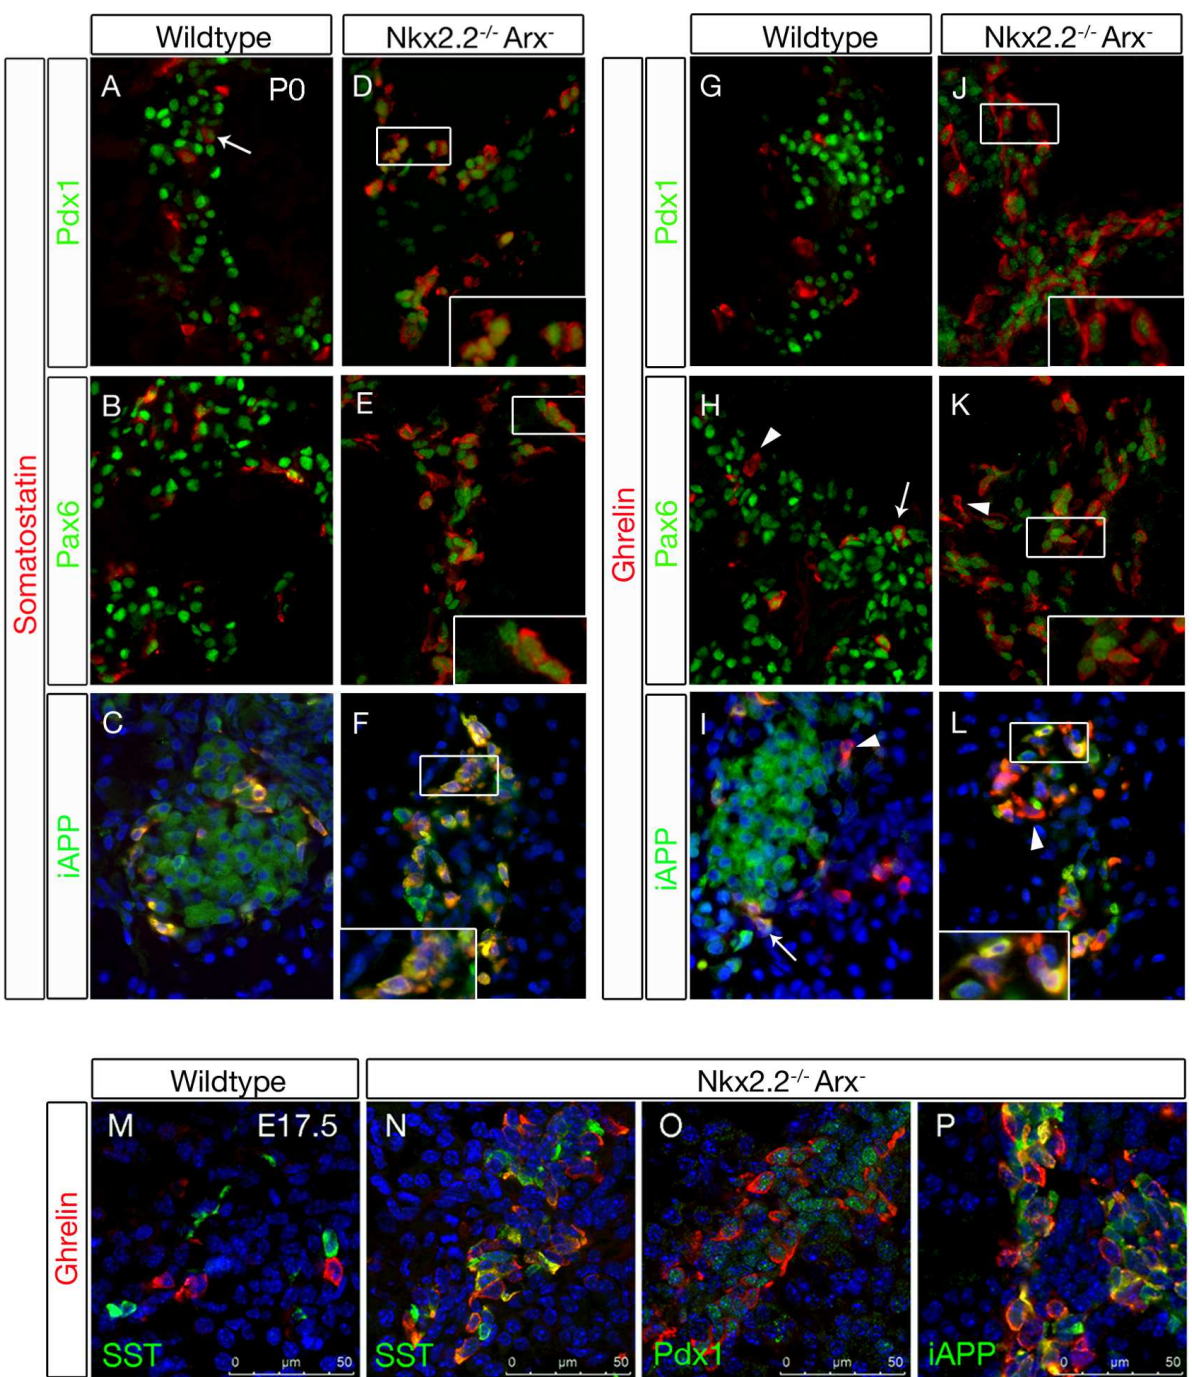 Wildtype
Nkx2.2-/- Arx-
Wildtype
Nkx2.2-/- Arx-
Somatostatin
Pdx1
A
P0
D
Ghrelin
Pdx1
G
J
Pax6
B
E
Pax6
H
K
iAPP
C
F
iAPP
I
L
Wildtype
Nkx2.2-/- Arx-
Ghrelin
M
E17.5
N
O
P
SST
0 µm 50
SST
0 µm 50
Pdx1
0 µm 50
iAPP
0 µm 50